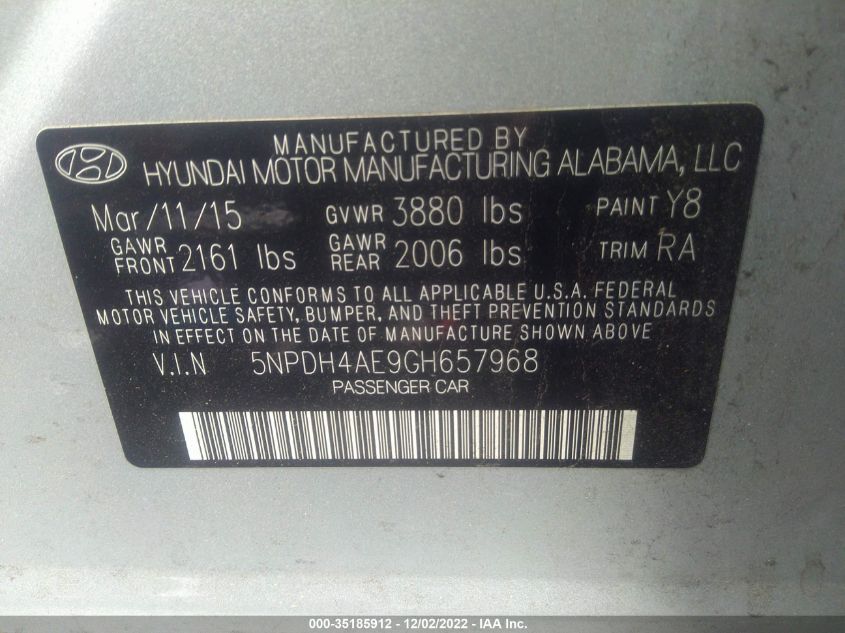 MANUFACTURED BY
HYUNDAI MOTOR MANUFACTURING ALABAMA, LLC
Mar/11/15 GVWR 3880 lbs PAINT Y8
GAWR FRONT 2161 lbs GAWR REAR 2006 lbs TRIM RA
THIS VEHICLE CONFORMS TO ALL APPLICABLE U.S.A. FEDERAL
MOTOR VEHICLE SAFETY, BUMPER, AND THEFT PREVENTION STANDARDS
IN EFFECT ON THE DATE OF MANUFACTURE SHOWN ABOVE
V.I.N 5NPDH4AE9GH657968
PASSENGER CAR
000-35185912 - 12/02/2022 - IAA Inc.